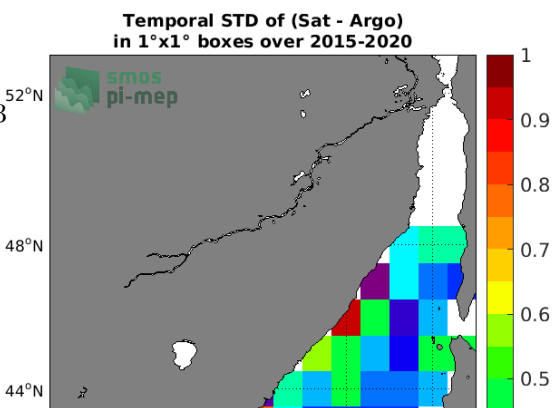 Temporal STD of (Sat - Argo)
in 1°x1° boxes over 2015-2020
smos
pi-mep
3
52°N
48°N
44°N
1
0.9
0.8
0.7
0.6
0.5